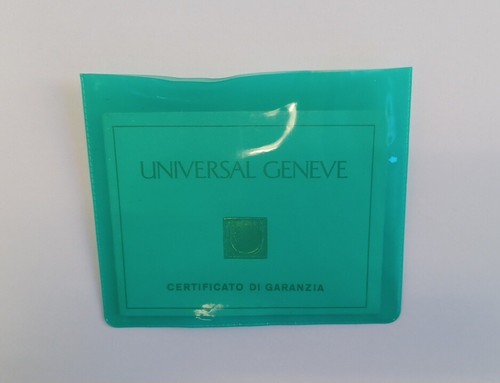 UNIVERSAL GENEVE
CERTIFICATO DI GARANZIA